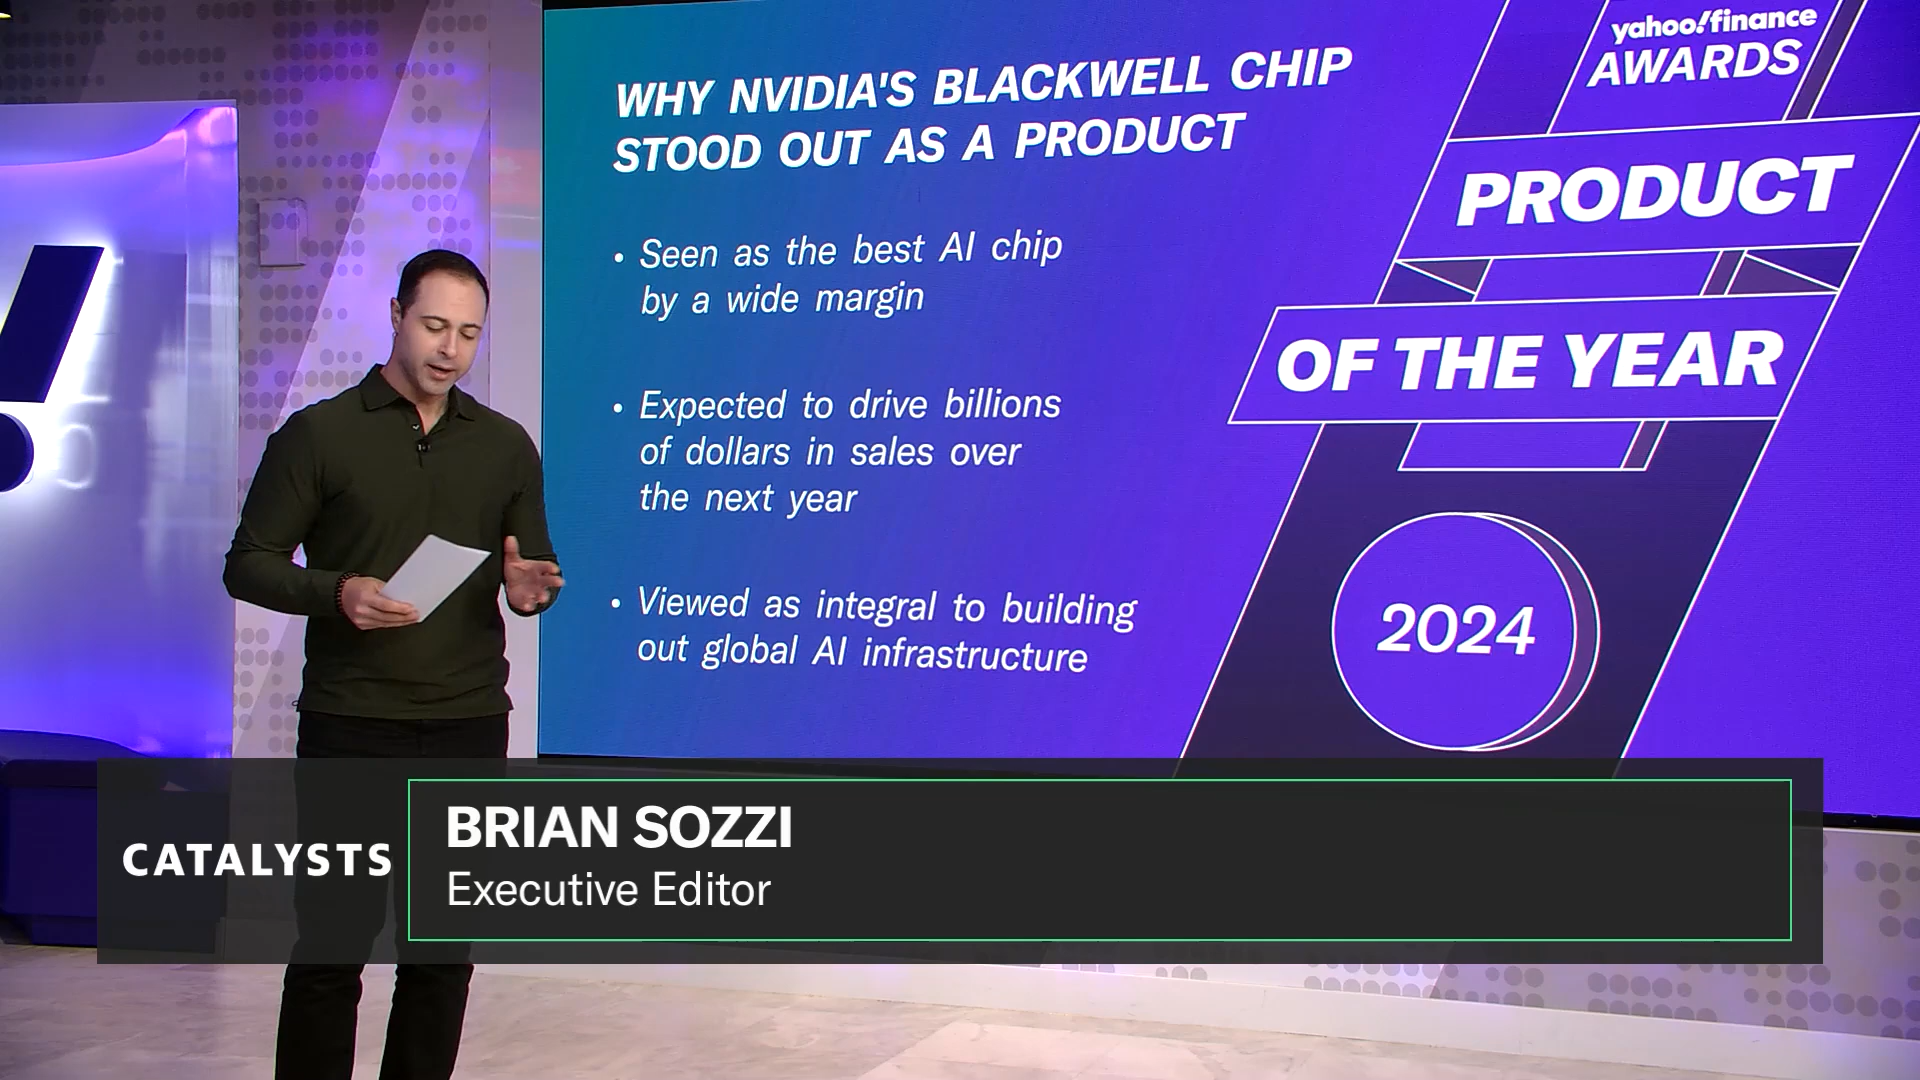 yahoo!finance
AWARDS
WHY NVIDIA'S BLACKWELL CHIP
STOOD OUT AS A PRODUCT
• Seen as the best AI chip
by a wide margin
• Expected to drive billions
of dollars in sales over
the next year
• Viewed as integral to building
out global AI infrastructure
PRODUCT
OF THE YEAR
2024
CATALYSTS
BRIAN SOZZI
Executive Editor